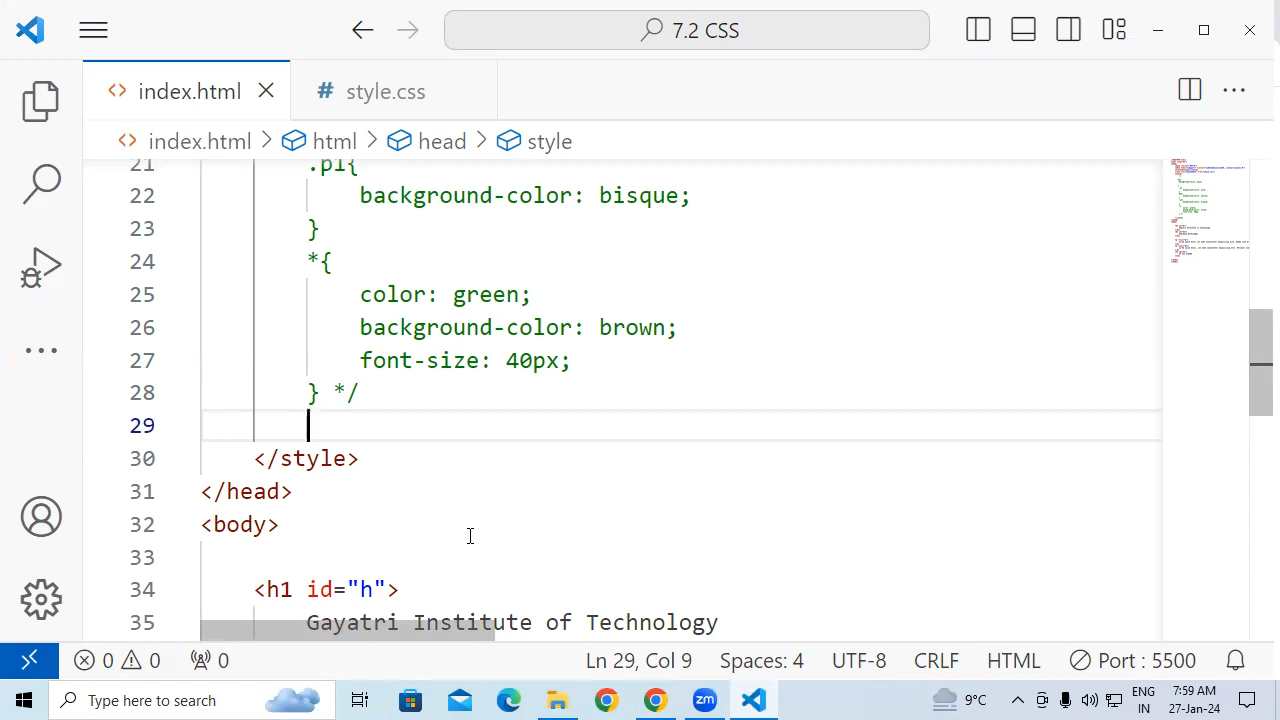 7.2 CSS
index.html
# style.css
index.html > html > head > style
21 .p1{
22 background-color: bisque;
23 }
24 *{
25 color: green;
26 background-color: brown;
27 font-size: 40px;
28 } */
29
30 </style>
31 </head>
32 <body>
33
34 <h1 id="h">
35 Gayatri Institute of Technology
0 0 0 Ln 29, Col 9 Spaces: 4 UTF-8 CRLF HTML Port : 5500
Type here to search zm 9°C ENG 7:59 AM
IN 27-Jan-24